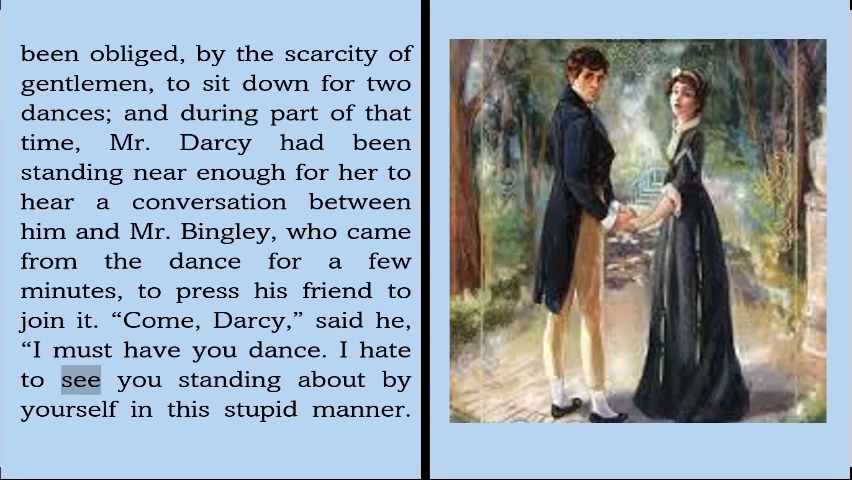 been obliged, by the scarcity of
gentlemen, to sit down for two
dances; and during part of that
time, Mr. Darcy had been
standing near enough for her to
hear a conversation between
him and Mr. Bingley, who came
from the dance for a few
minutes, to press his friend to
join it. “Come, Darcy,” said he,
“I must have you dance. I hate
to see you standing about by
yourself in this stupid manner.